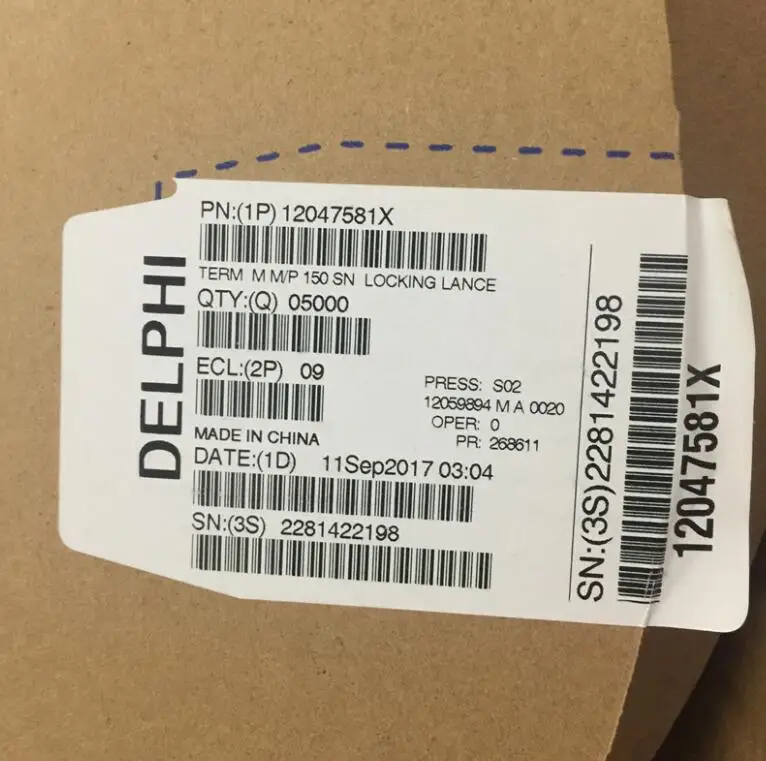 DELPHI
PN:(1P) 12047581X
TERM M M/P 150 SN LOCKING LANCE
QTY:(Q) 05000
ECL:(2P) 09
PRESS: S02
12059894 M A 0020
OPER: 0
PR: 268611
MADE IN CHINA
DATE:(1D) 11Sep2017 03:04
SN:(3S) 2281422198
SN:(3S)2281422198
12047581X